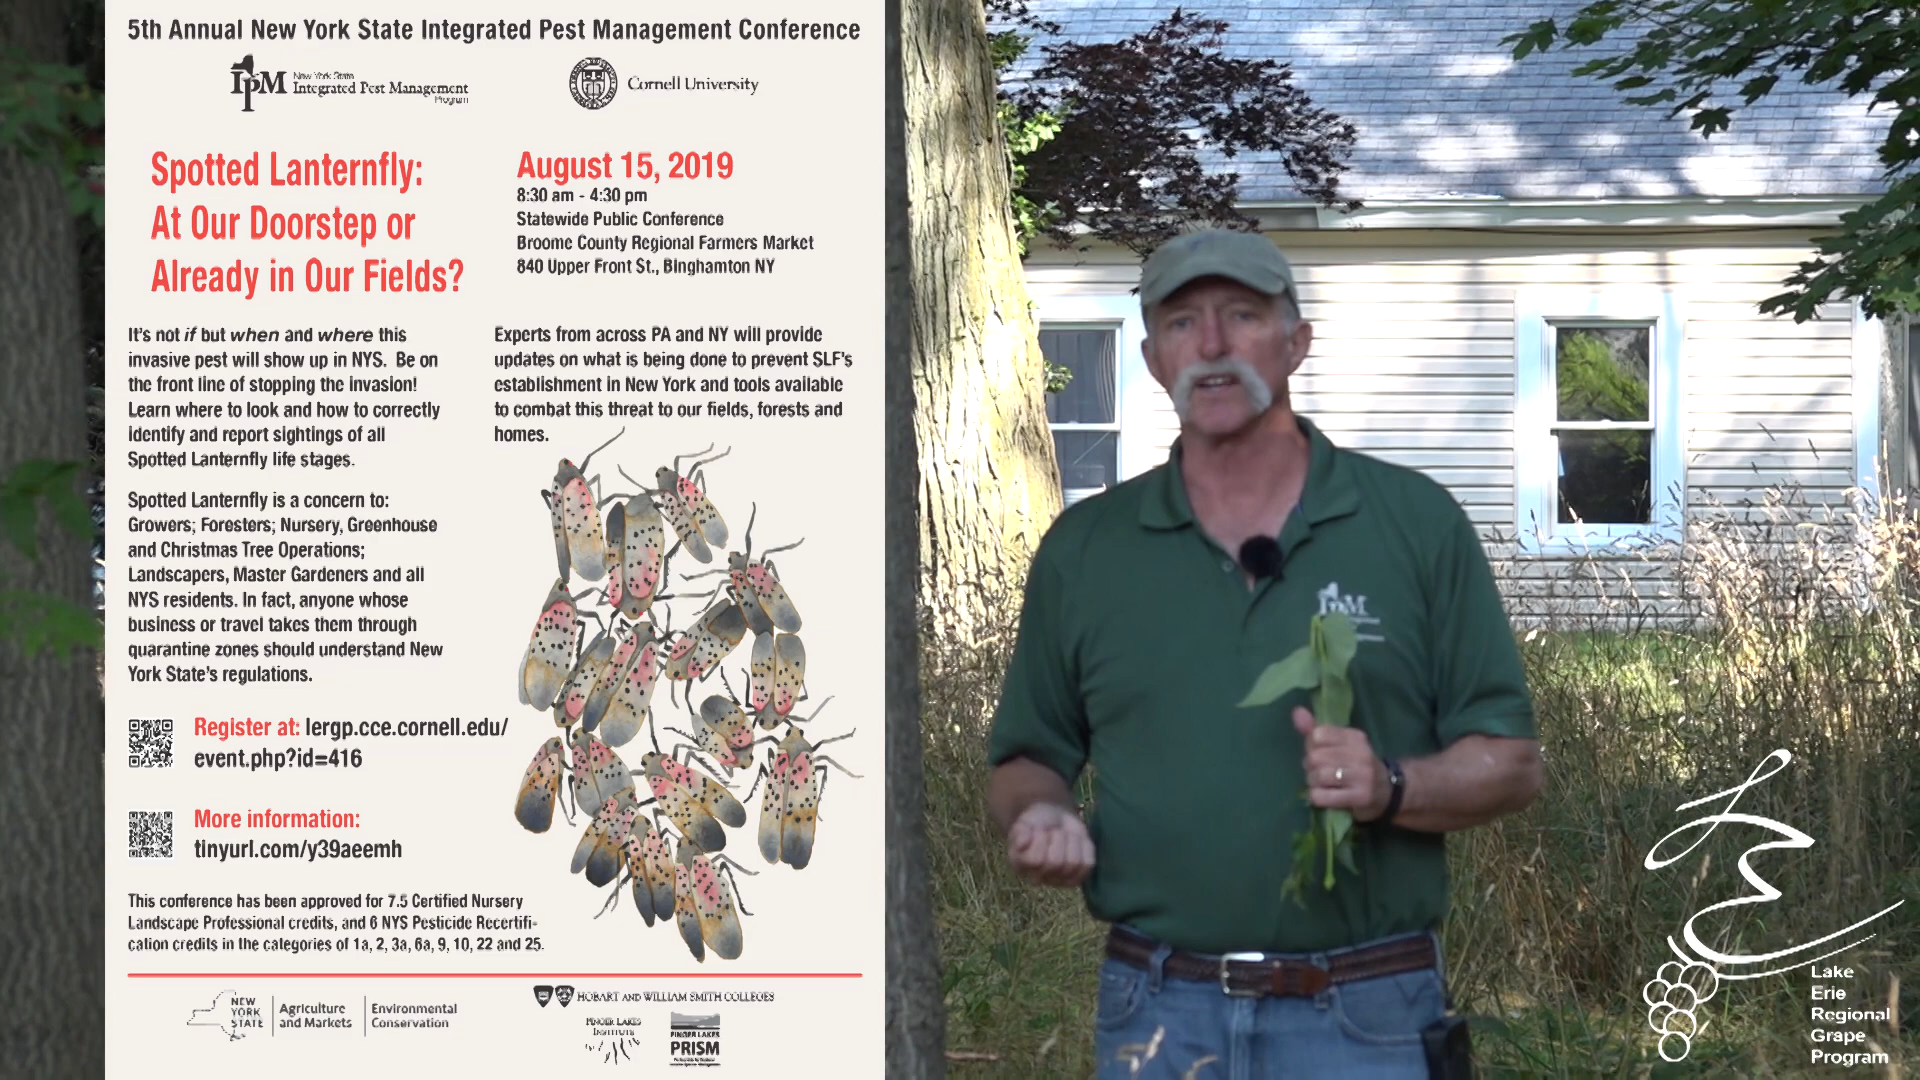 5th Annual New York State Integrated Pest Management Conference
IPM
New York State
Integrated Pest Management
Program
Cornell University
Spotted Lanternfly:
At Our Doorstep or
Already in Our Fields?
August 15, 2019
8:30 am - 4:30 pm
Statewide Public Conference
Broome County Regional Farmers Market
840 Upper Front St., Binghamton NY
It's not if but when and where this
invasive pest will show up in NYS. Be on
the front line of stopping the invasion!
Learn where to look and how to correctly
identify and report sightings of all
Spotted Lanternfly life stages.
Spotted Lanternfly is a concern to:
Growers; Foresters; Nursery, Greenhouse
and Christmas Tree Operations;
Landscapers, Master Gardeners and all
NYS residents. In fact, anyone whose
business or travel takes them through
quarantine zones should understand New
York State's regulations.
Experts from across PA and NY will provide
updates on what is being done to prevent SLF's
establishment in New York and tools available
to combat this threat to our fields, forests and
homes.
Register at: lergp.cce.cornell.edu/
event.php?id=416
More information:
tinyurl.com/y39aeemh
This conference has been approved for 7.5 Certified Nursery
Landscape Professional credits, and 6 NYS Pesticide Recertifi-
cation credits in the categories of 1a, 2, 3a, 6a, 9, 10, 22 and 25.
NEW
YORK
STATE
Agriculture
and Markets
Environmental
Conservation
HOBART AND WILLIAM SMITH COLLEGES
FINGER LAKES
INSTITUTE
FINGER LAKES
PRISM
IPM
Lake
Erie
Regional
Grape
Program